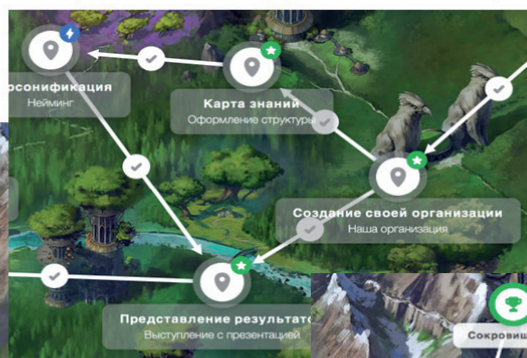 рсонификация
Нейминг
Карта знаний
Оформление структуры
Создание своей организации
Наша организация
Представление результато
Выступление с презентацией
Сокровищ